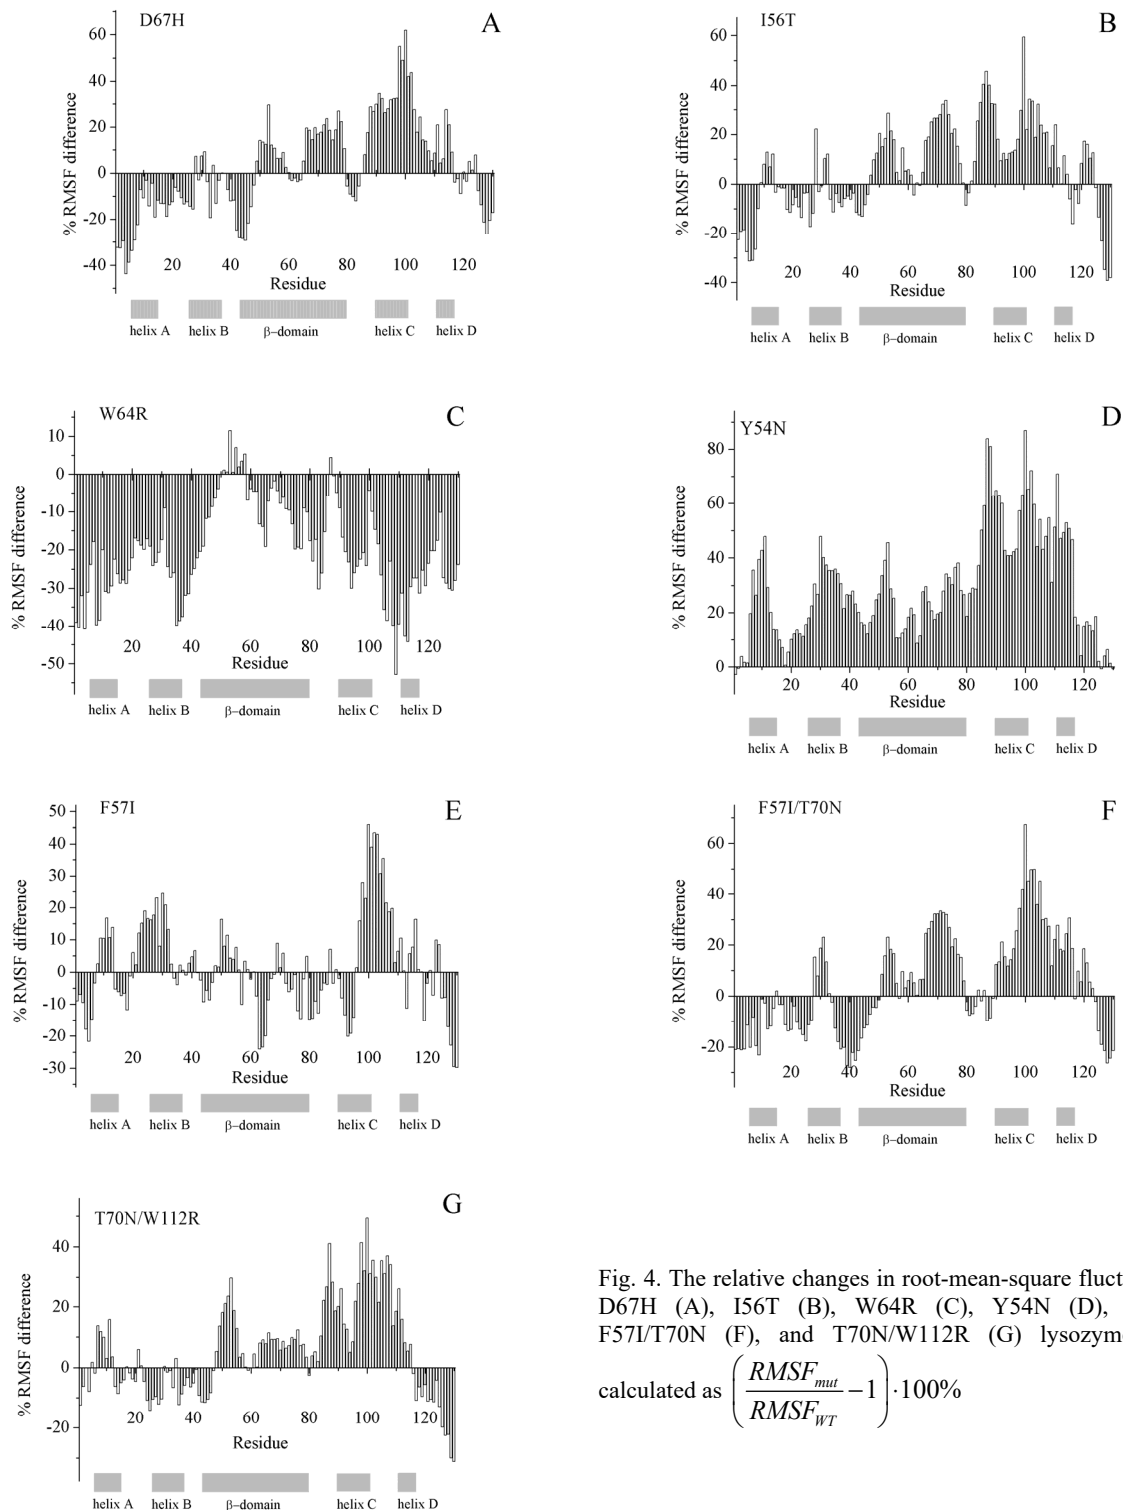 D67H
A
% RMSF difference
60
40
20
0
-20
-40
20 40 60 80 100 120
Residue
helix A helix B β-domain helix C helix D
I56T
B
% RMSF difference
60
40
20
0
-20
-40
20 40 60 80 100 120
Residue
helix A helix B β-domain helix C helix D
W64R
C
% RMSF difference
10
0
-10
-20
-30
-40
-50
20 40 60 80 100 120
Residue
helix A helix B β-domain helix C helix D
Y54N
D
% RMSF difference
80
60
40
20
0
20 40 60 80 100 120
Residue
helix A helix B β-domain helix C helix D
F57I
E
% RMSF difference
50
40
30
20
10
0
-10
-20
-30
20 40 60 80 100 120
Residue
helix A helix B β-domain helix C helix D
F57I/T70N
F
% RMSF difference
60
40
20
0
-20
20 40 60 80 100 120
Residue
helix A helix B β-domain helix C helix D
T70N/W112R
G
% RMSF difference
40
20
0
-20
20 40 60 80 100 120
Residue
helix A helix B β-domain helix C helix D
Fig. 4. The relative changes in root-mean-square fluct
D67H (A), I56T (B), W64R (C), Y54N (D),
F57I/T70N (F), and T70N/W112R (G) lysozym
calculated as (RMSF_mut / RMSF_WT − 1) · 100%